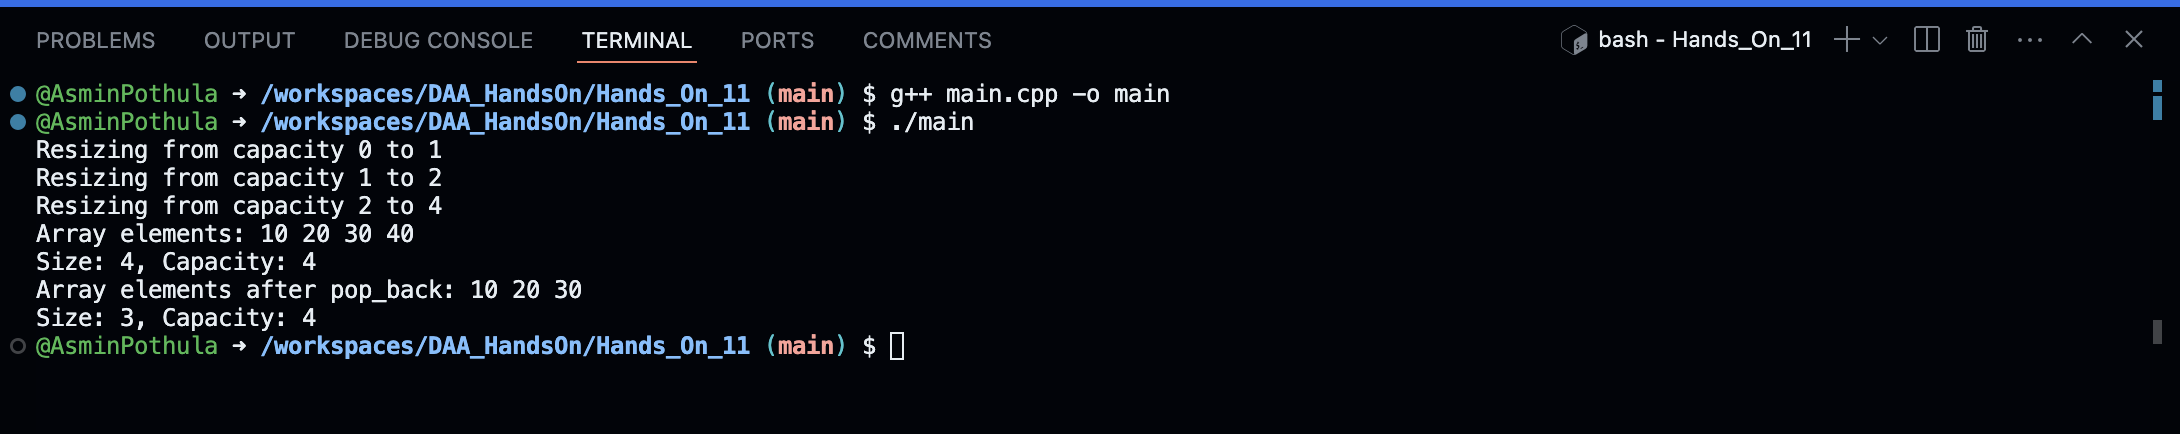 PROBLEMS OUTPUT DEBUG CONSOLE TERMINAL PORTS COMMENTS bash - Hands_On_11
@AsminPothula → /workspaces/DAA_HandsOn/Hands_On_11 (main) $ g++ main.cpp -o main
@AsminPothula → /workspaces/DAA_HandsOn/Hands_On_11 (main) $ ./main
Resizing from capacity 0 to 1
Resizing from capacity 1 to 2
Resizing from capacity 2 to 4
Array elements: 10 20 30 40
Size: 4, Capacity: 4
Array elements after pop_back: 10 20 30
Size: 3, Capacity: 4
@AsminPothula → /workspaces/DAA_HandsOn/Hands_On_11 (main) $